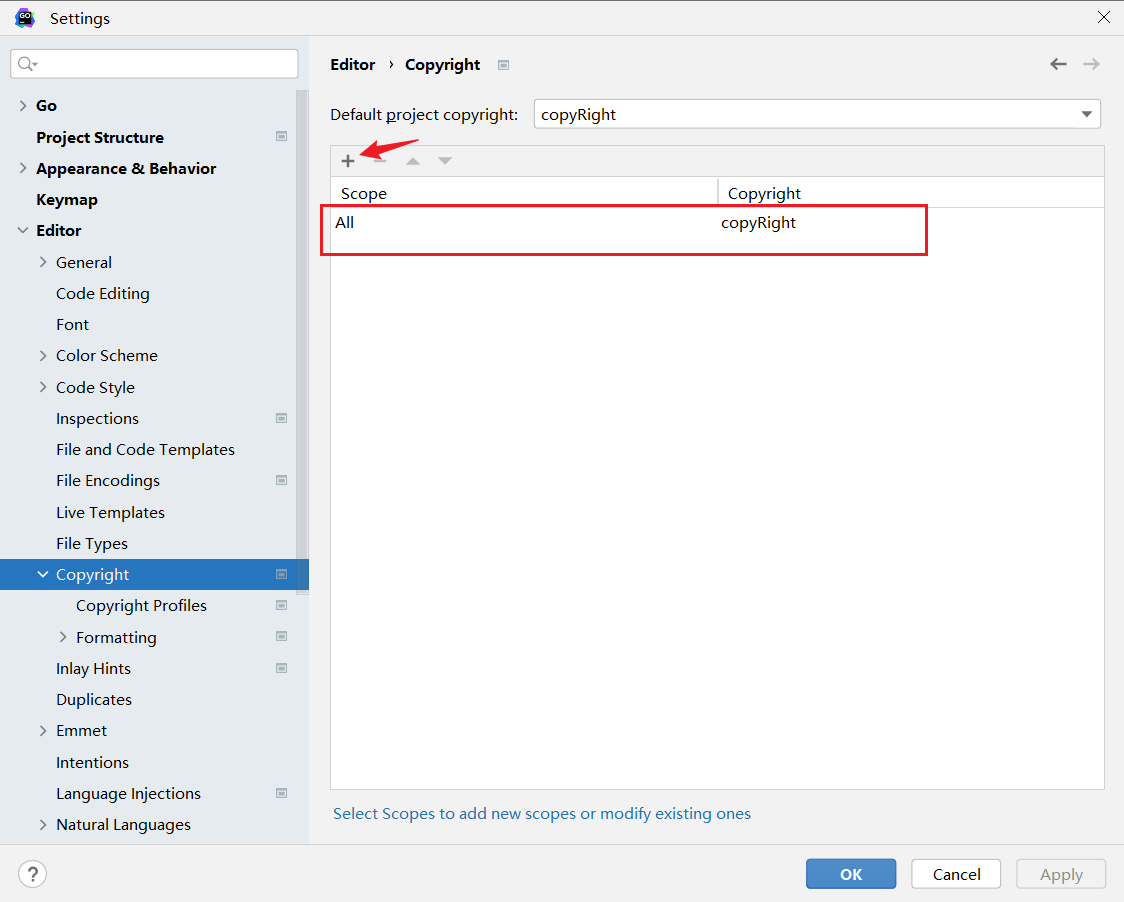 GO
Settings
Editor › Copyright
Default project copyright: copyRight
Scope Copyright
All copyRight
Select Scopes to add new scopes or modify existing ones
Go
Project Structure
Appearance & Behavior
Keymap
Editor
General
Code Editing
Font
Color Scheme
Code Style
Inspections
File and Code Templates
File Encodings
Live Templates
File Types
Copyright
Copyright Profiles
Formatting
Inlay Hints
Duplicates
Emmet
Intentions
Language Injections
Natural Languages
?
OK Cancel Apply